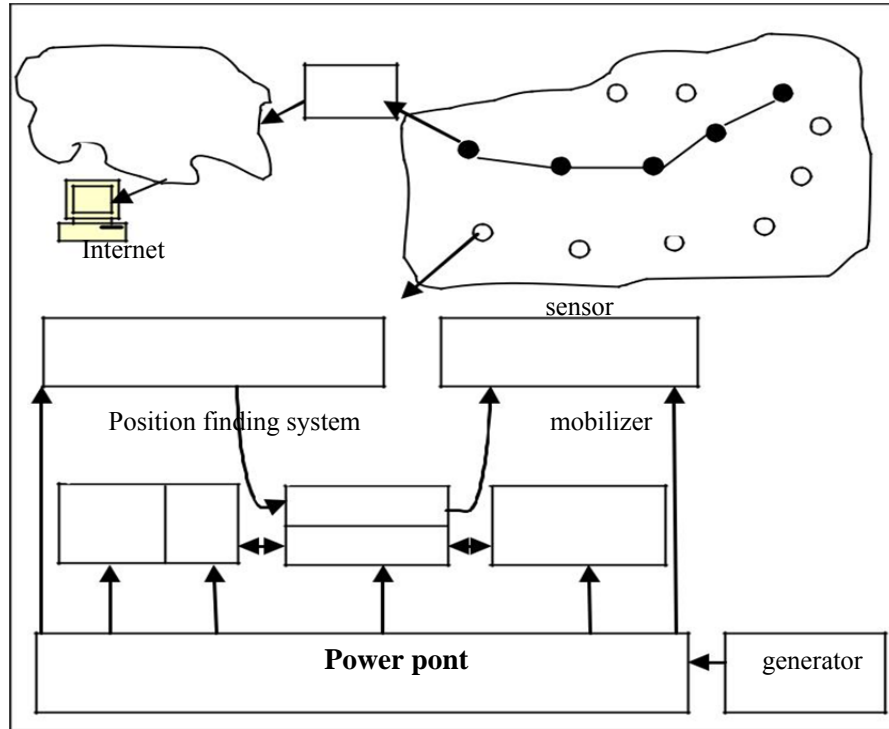 Internet
sensor
Position finding system
mobilizer
Power pont
generator